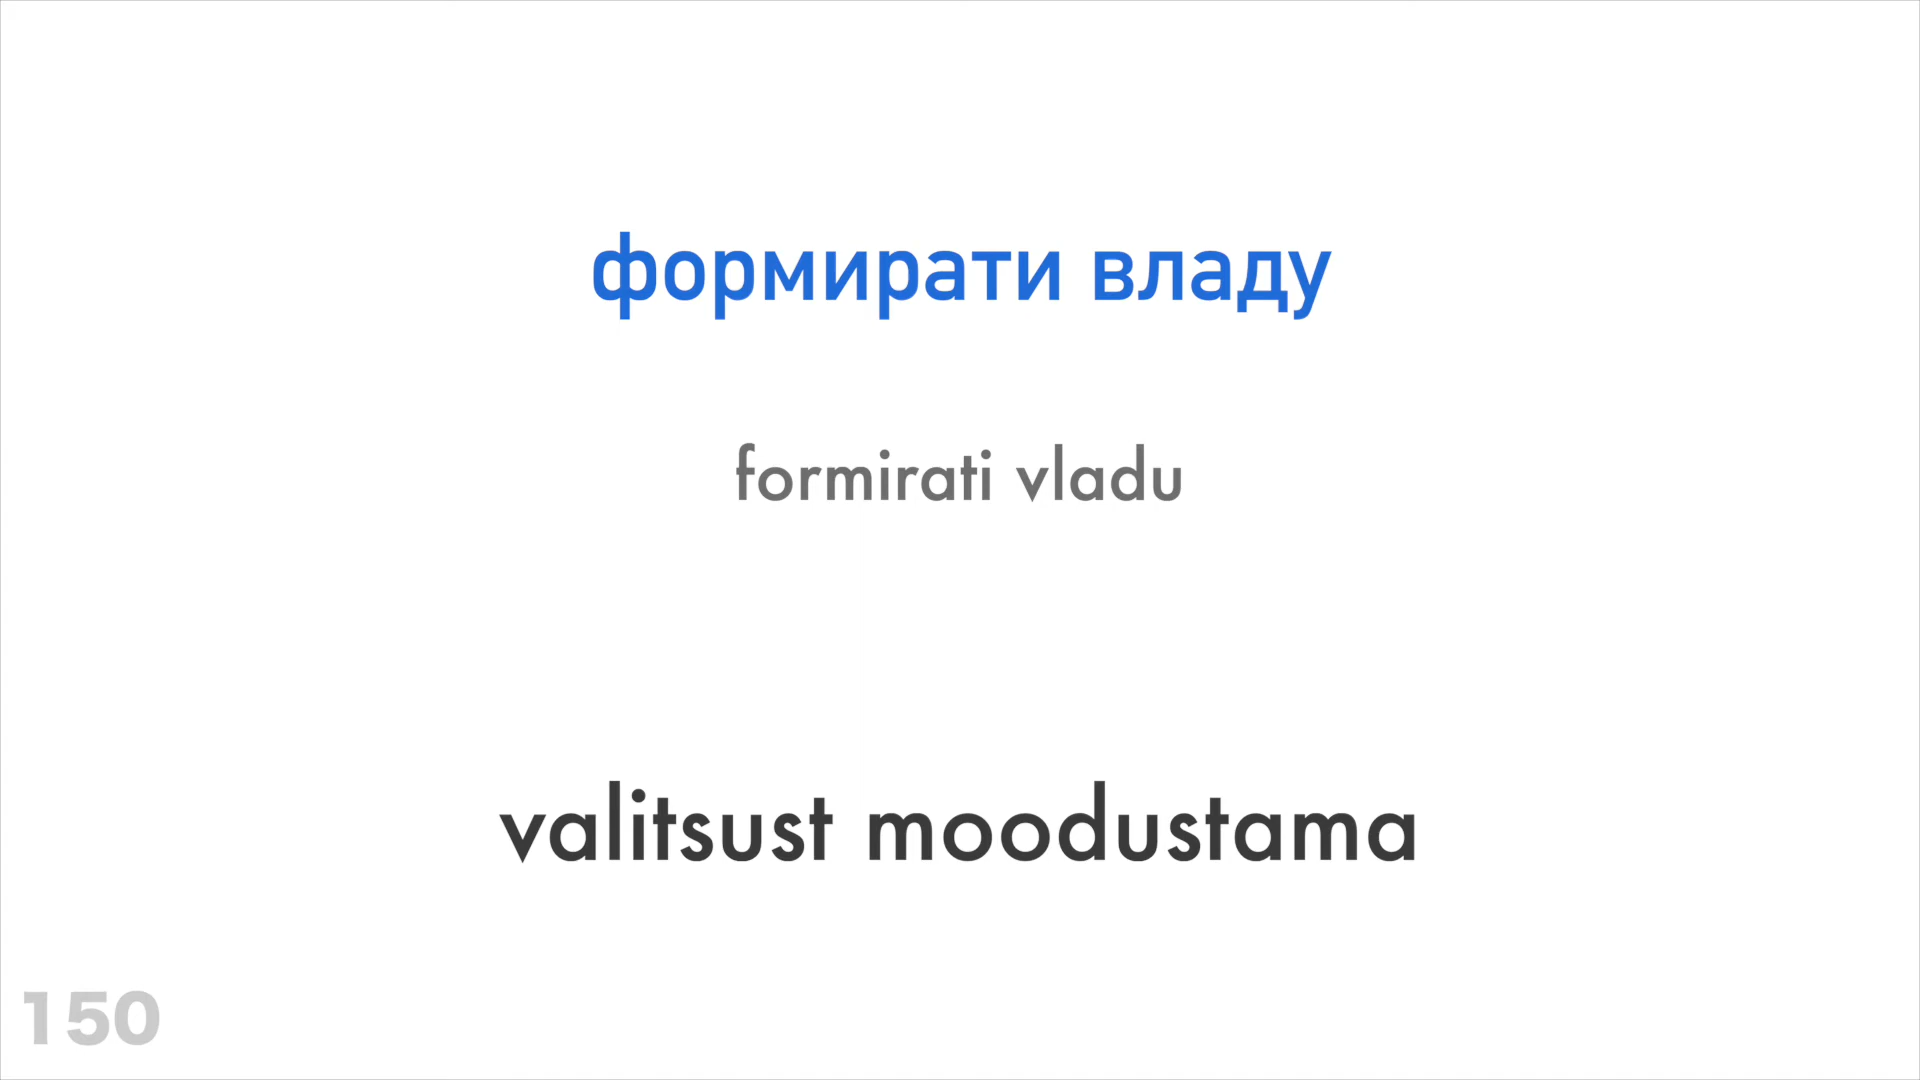 формирати владу
formirati vladu
valitsust moodustama
150